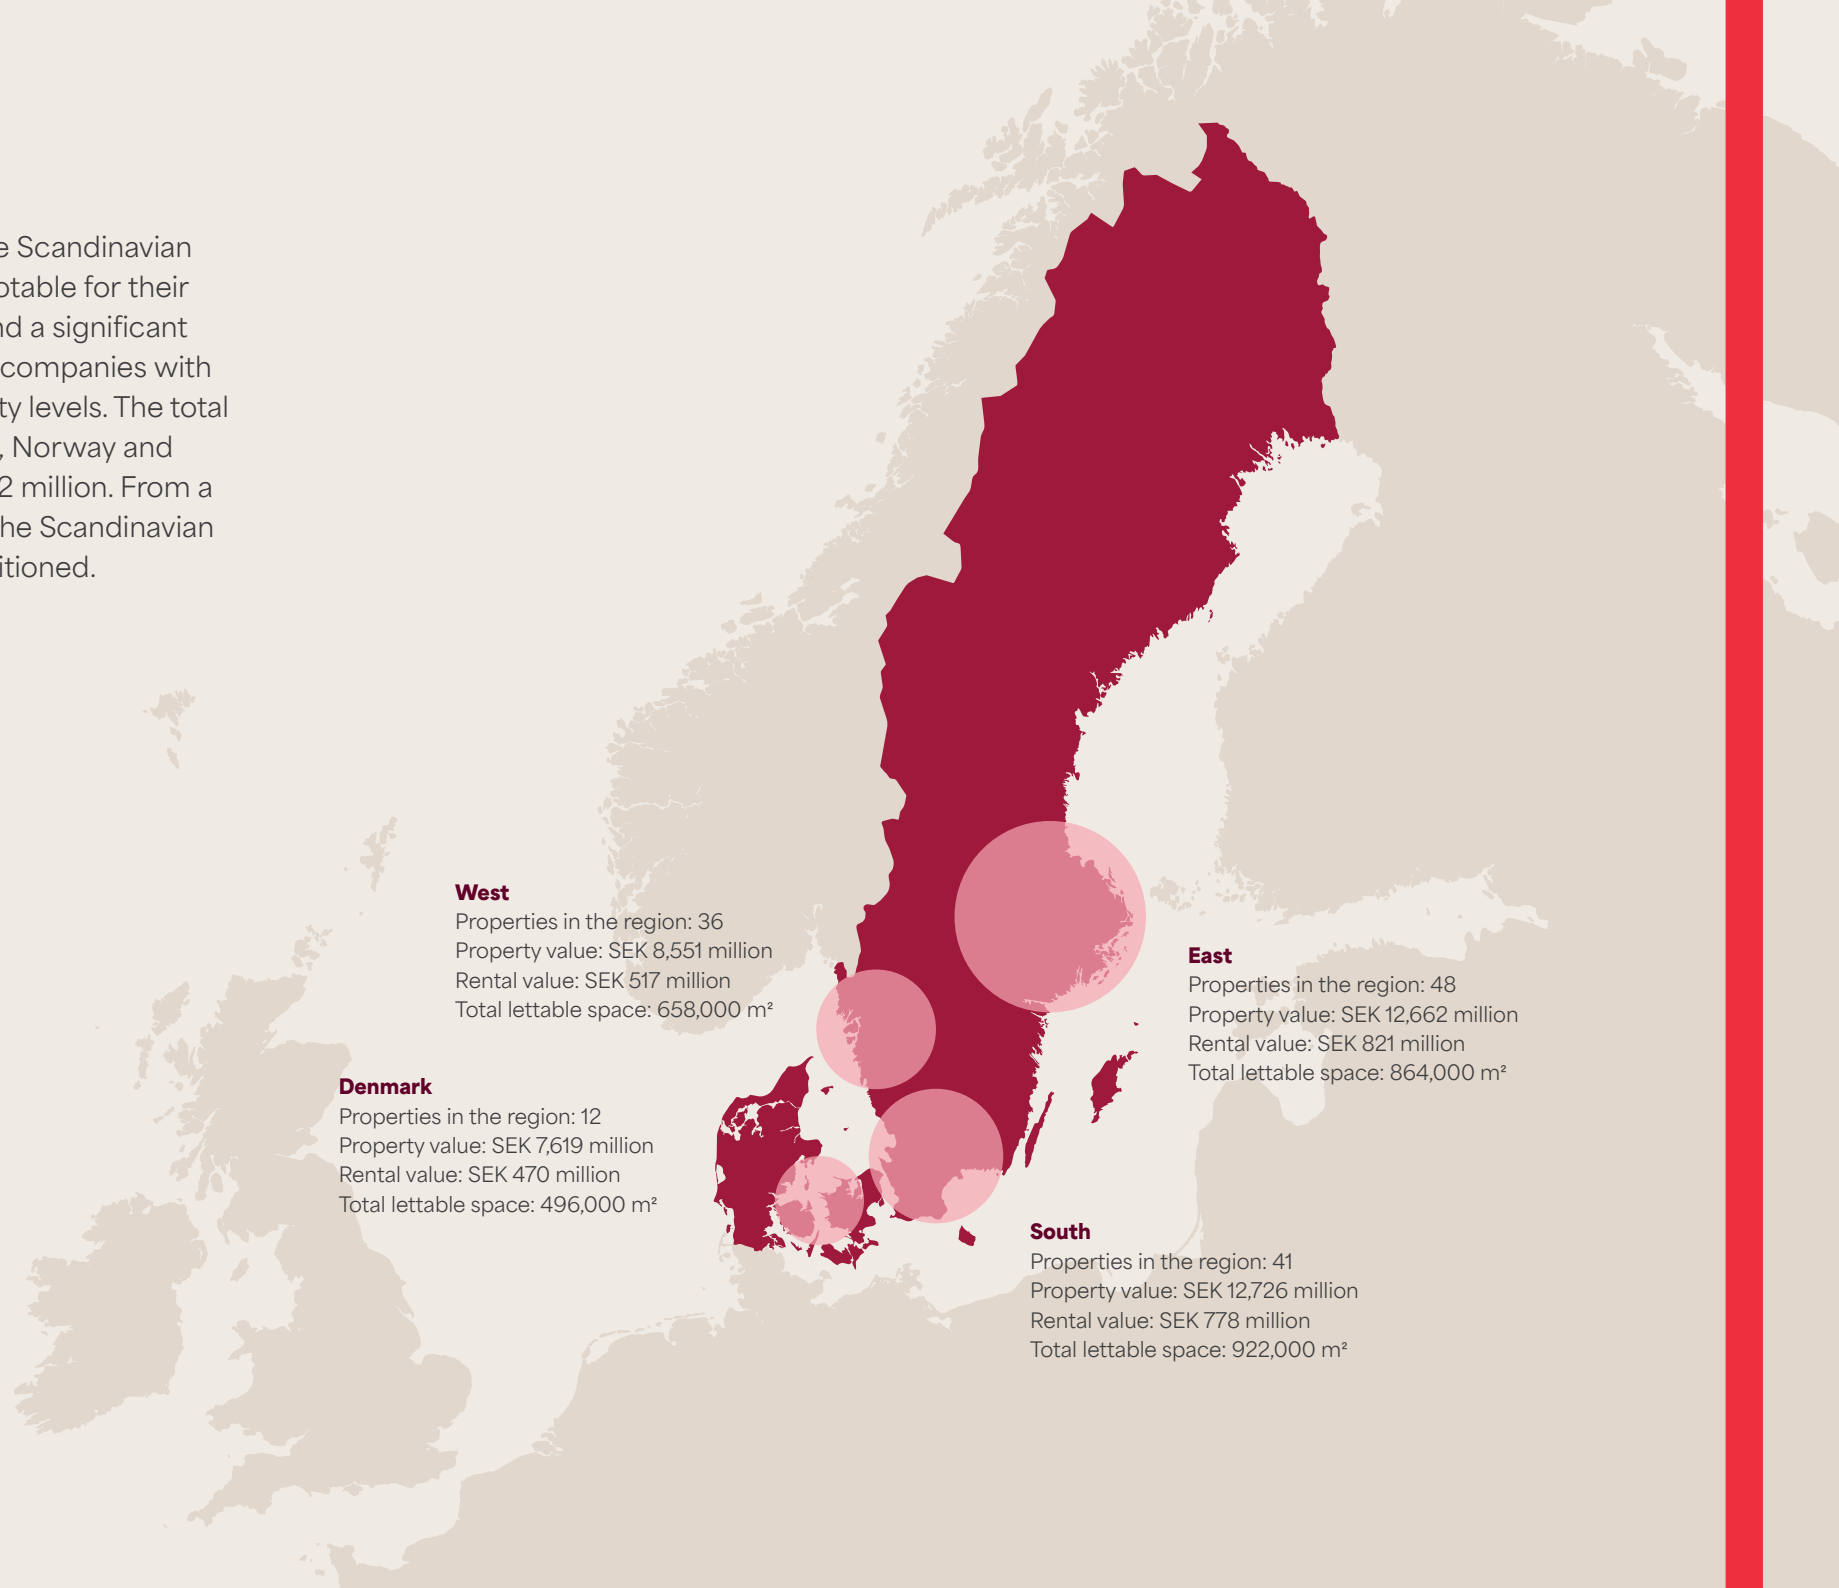 e Scandinavian
otable for their
nd a significant
companies with
ty levels. The total
, Norway and
2 million. From a
he Scandinavian
itioned.
West
Properties in the region: 36
Property value: SEK 8,551 million
Rental value: SEK 517 million
Total lettable space: 658,000 m²
East
Properties in the region: 48
Property value: SEK 12,662 million
Rental value: SEK 821 million
Total lettable space: 864,000 m²
Denmark
Properties in the region: 12
Property value: SEK 7,619 million
Rental value: SEK 470 million
Total lettable space: 496,000 m²
South
Properties in the region: 41
Property value: SEK 12,726 million
Rental value: SEK 778 million
Total lettable space: 922,000 m²